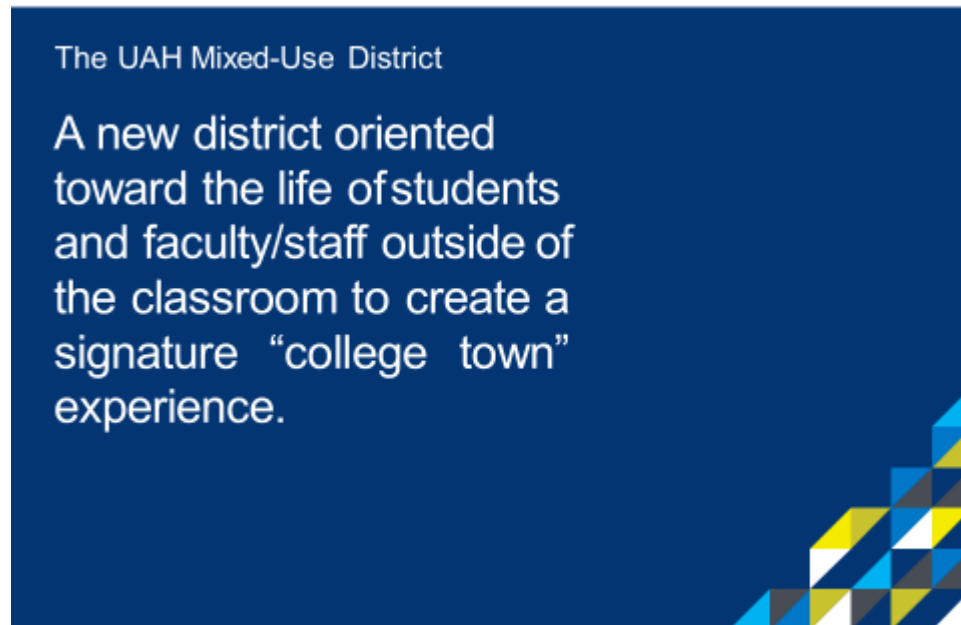 The UAH Mixed-Use District
A new district oriented
toward the life of students
and faculty/staff outside of
the classroom to create a
signature “college town”
experience.